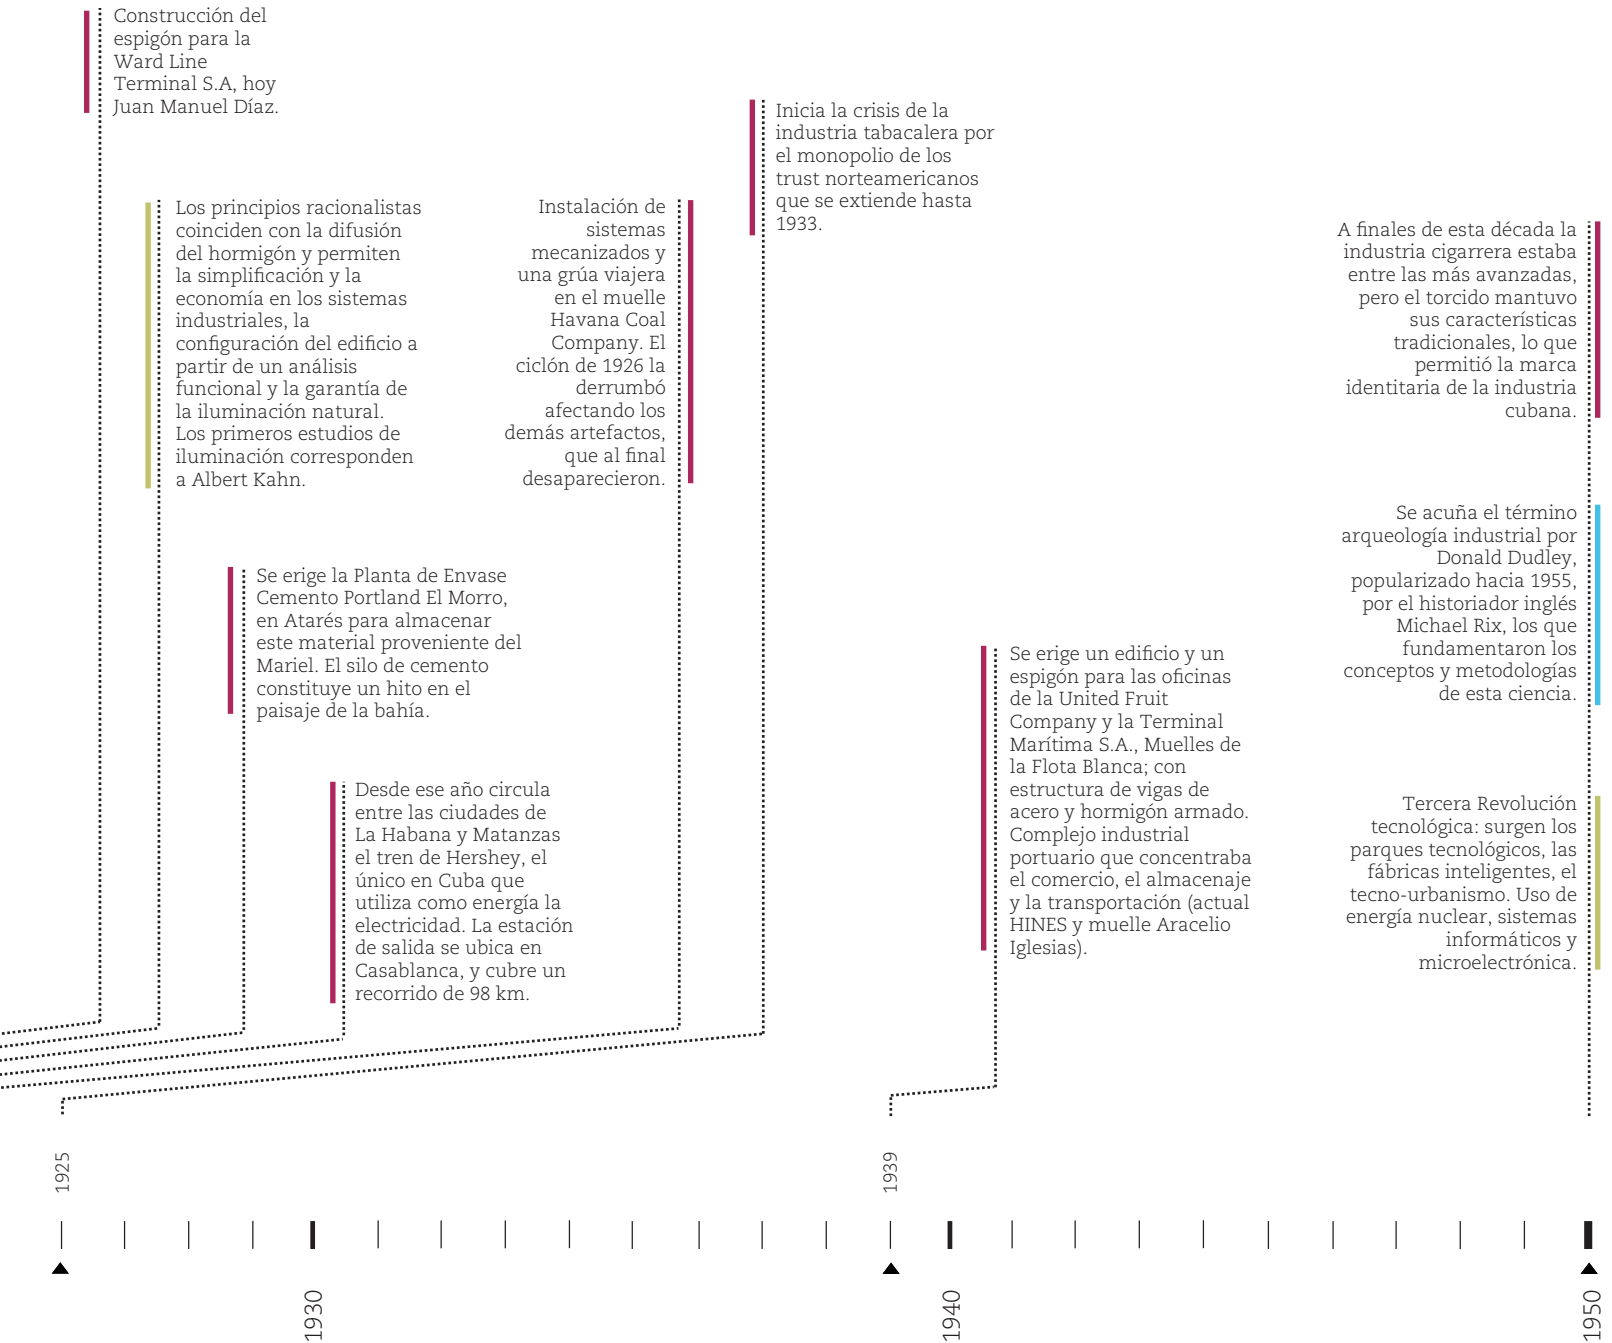 Construcción del
espigón para la
Ward Line
Terminal S.A, hoy
Juan Manuel Díaz.
Inicia la crisis de la
industria tabacalera por
el monopolio de los
trust norteamericanos
que se extiende hasta
1933.
Los principios racionalistas
coinciden con la difusión
del hormigón y permiten
la simplificación y la
economía en los sistemas
industriales, la
configuración del edificio a
partir de un análisis
funcional y la garantía de
la iluminación natural.
Los primeros estudios de
iluminación corresponden
a Albert Kahn.
Instalación de
sistemas
mecanizados y
una grúa viajera
en el muelle
Havana Coal
Company. El
ciclón de 1926 la
derrumbó
afectando los
demás artefactos,
que al final
desaparecieron.
A finales de esta década la
industria cigarrera estaba
entre las más avanzadas,
pero el torcido mantuvo
sus características
tradicionales, lo que
permitió la marca
identitaria de la industria
cubana.
Se acuña el término
arqueología industrial por
Donald Dudley,
popularizado hacia 1955,
por el historiador inglés
Michael Rix, los que
fundamentaron los
conceptos y metodologías
de esta ciencia.
Se erige la Planta de Envase
Cemento Portland El Morro,
en Atarés para almacenar
este material proveniente del
Mariel. El silo de cemento
constituye un hito en el
paisaje de la bahía.
Se erige un edificio y un
espigón para las oficinas
de la United Fruit
Company y la Terminal
Marítima S.A., Muelles de
la Flota Blanca; con
estructura de vigas de
acero y hormigón armado.
Complejo industrial
portuario que concentraba
el comercio, el almacenaje
y la transportación (actual
HINES y muelle Aracelio
Iglesias).
Desde ese año circula
entre las ciudades de
La Habana y Matanzas
el tren de Hershey, el
único en Cuba que
utiliza como energía la
electricidad. La estación
de salida se ubica en
Casablanca, y cubre un
recorrido de 98 km.
Tercera Revolución
tecnológica: surgen los
parques tecnológicos, las
fábricas inteligentes, el
tecno-urbanismo. Uso de
energía nuclear, sistemas
informáticos y
microelectrónica.
1925
1939
1930
1940
1950